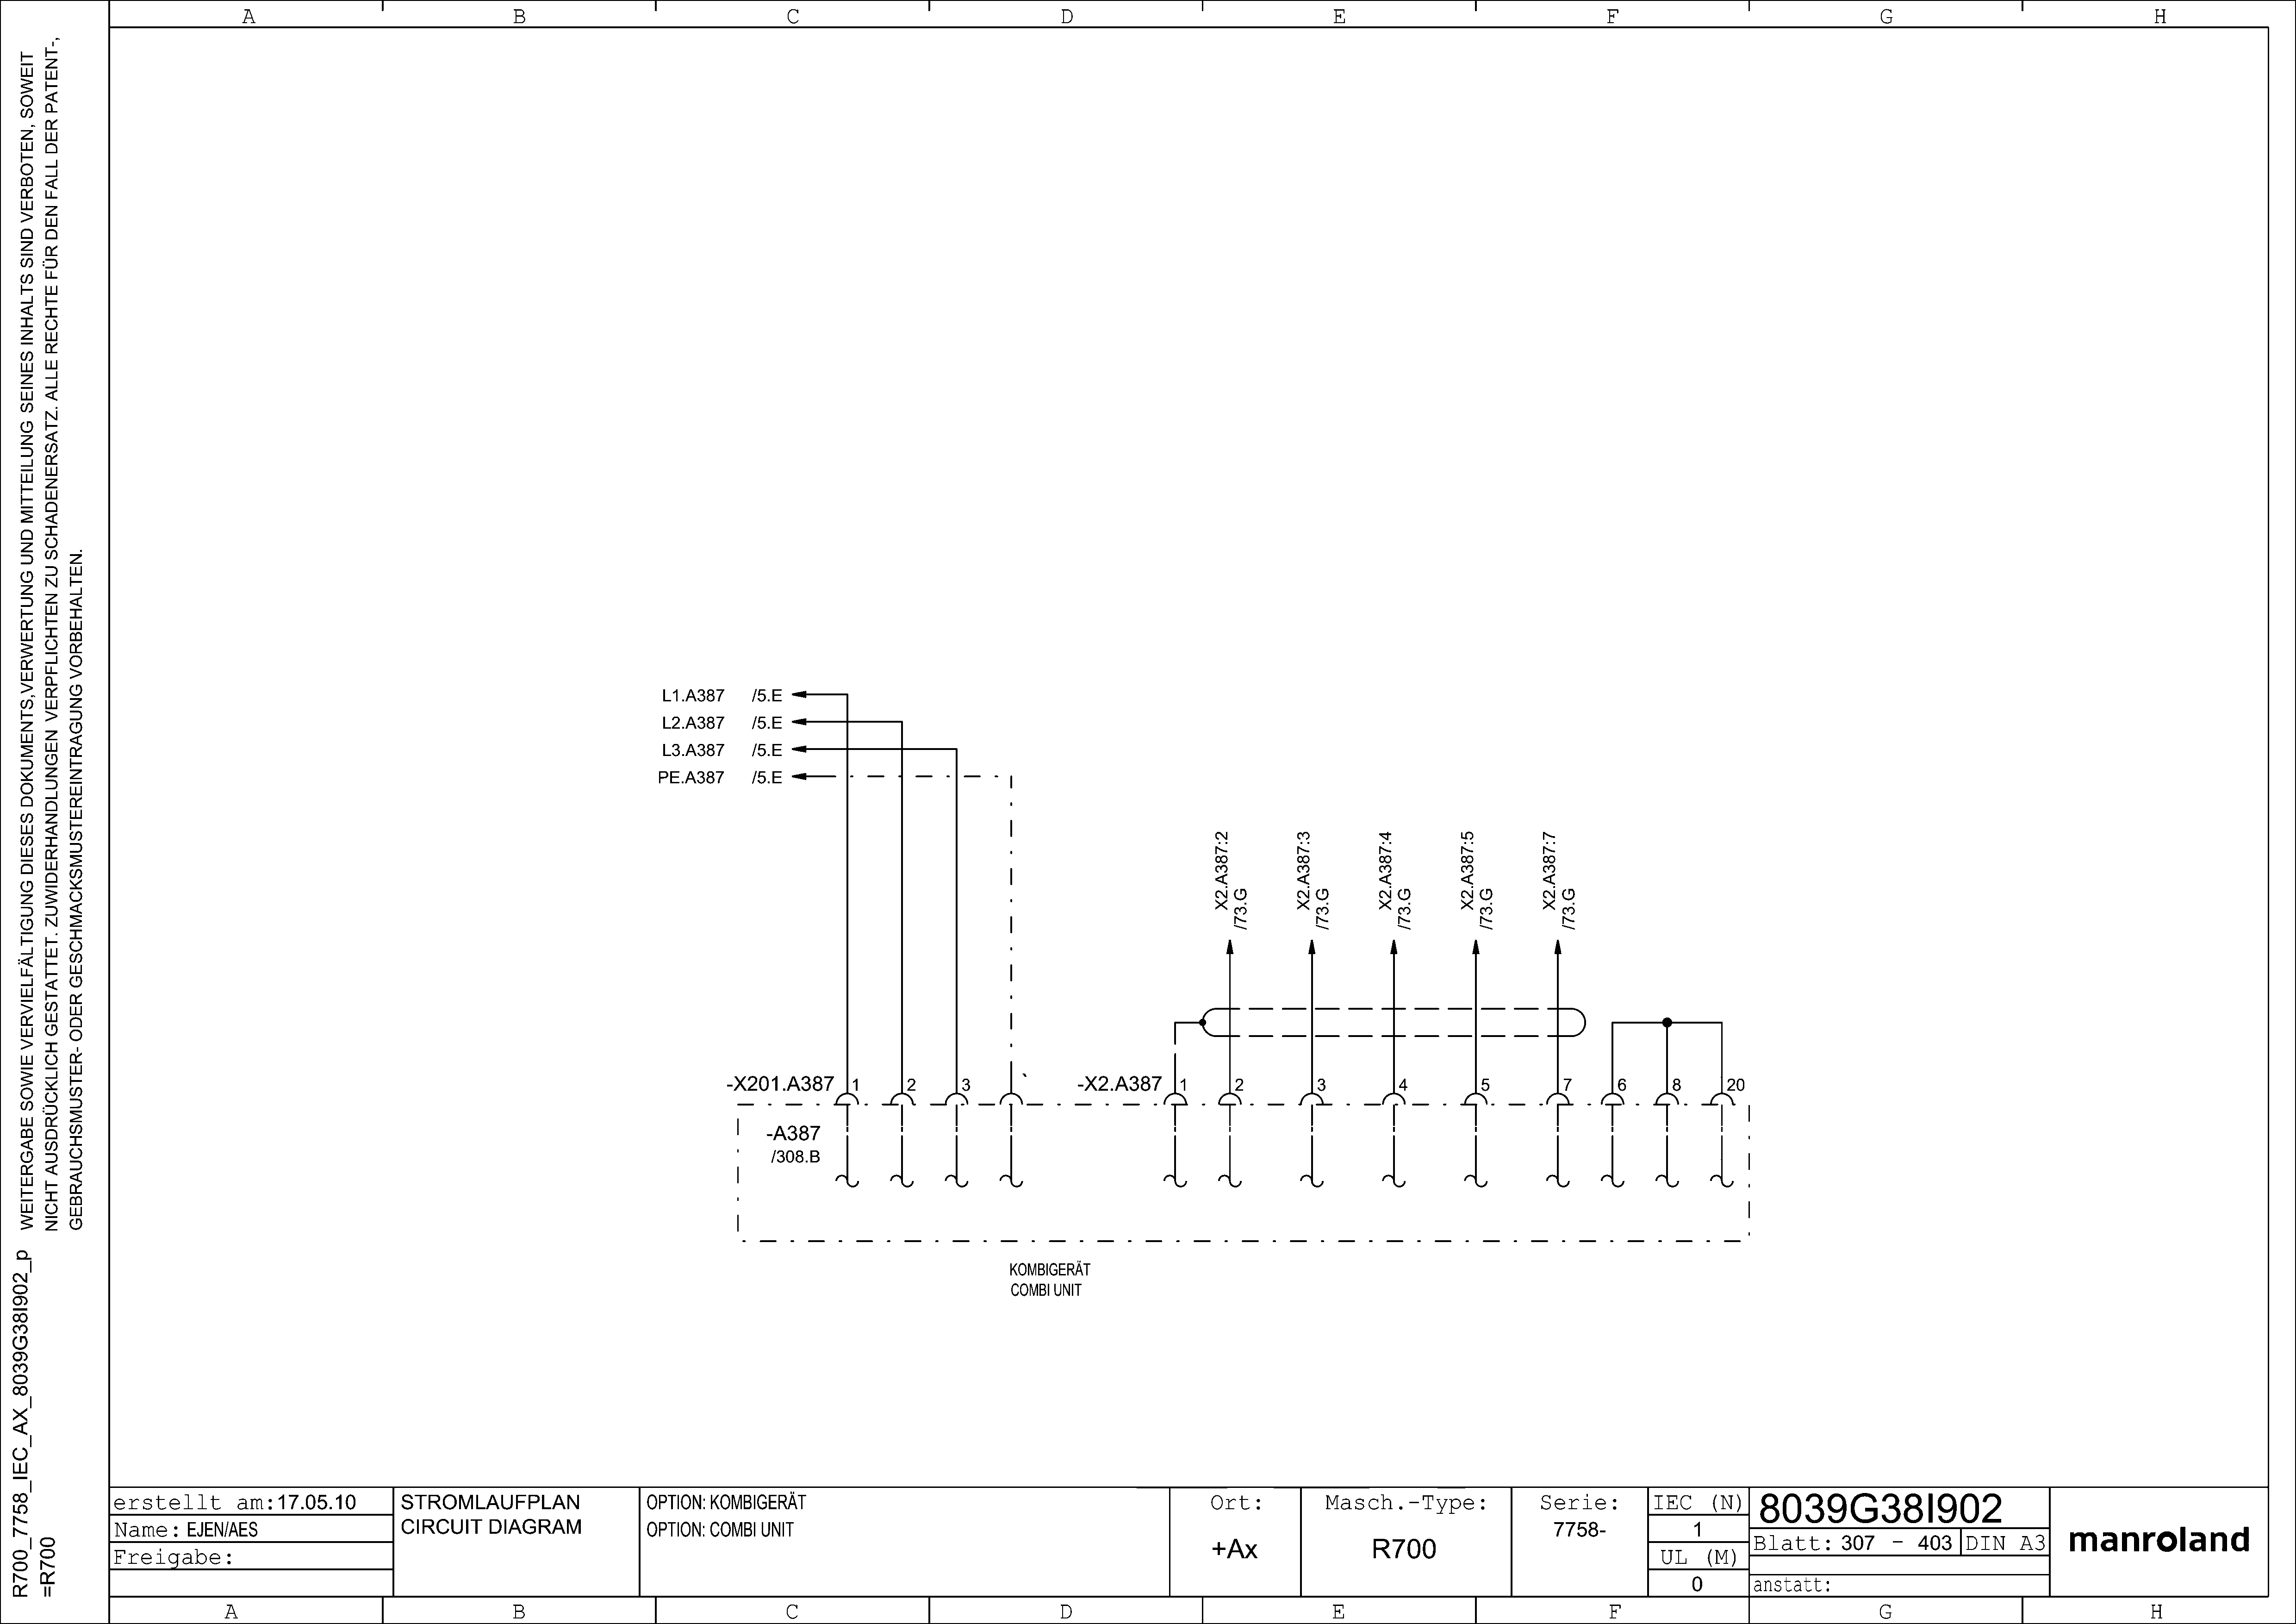 A B C D E F G H
WEITERGABE SOWIE VERVIELFÄLTIGUNG DIESES DOKUMENTS,VERWERTUNG UND MITTEILUNG SEINES INHALTS SIND VERBOTEN, SOWEIT
NICHT AUSDRÜCKLICH GESTATTET. ZUWIDERHANDLUNGEN VERPFLICHTEN ZU SCHADENERSATZ. ALLE RECHTE FÜR DEN FALL DER PATENT-,
GEBRAUCHSMUSTER- ODER GESCHMACKSMUSTEREINTRAGUNG VORBEHALTEN.
R700_7758_IEC_AX_8039G38I902_p
=R700
L1.A387 /5.E
L2.A387 /5.E
L3.A387 /5.E
PE.A387 /5.E
X2.A387:2
/73.G
X2.A387:3
/73.G
X2.A387:4
/73.G
X2.A387:5
/73.G
X2.A387:7
/73.G
-X201.A387 1 2 3 -X2.A387 1 2 3 4 5 7 6 8 20
-A387
/308.B
KOMBIGERÄT
COMBI UNIT
erstellt am:17.05.10
Name: EJEN/AES
Freigabe:
STROMLAUFPLAN
CIRCUIT DIAGRAM
OPTION: KOMBIGERÄT
OPTION: COMBI UNIT
Ort:
+Ax
Masch.-Type:
R700
Serie:
7758-
IEC (N)
1
UL (M)
0
8039G38I902
Blatt: 307 - 403 DIN A3
anstatt:
manroland
A B C D E F G H